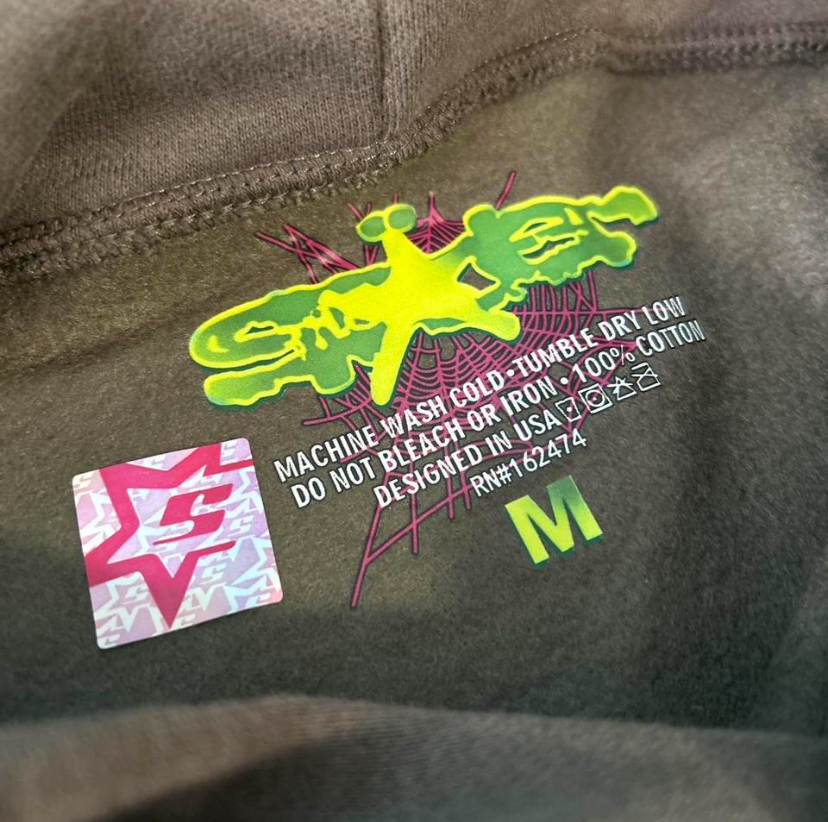 MACHINE WASH COLD•TUMBLE DRY LOW
DO NOT BLEACH OR IRON • 100% COTTON
DESIGNED IN USA
RN#162474
M
S